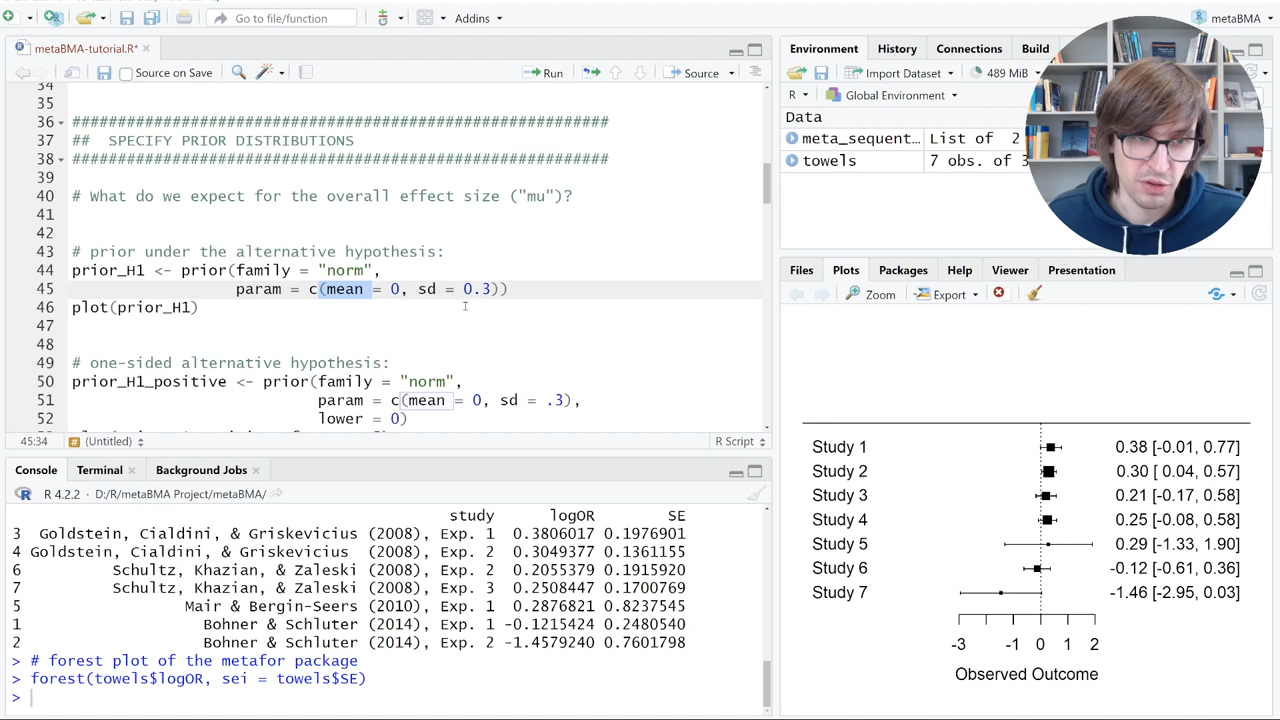 Go to file/function
Addins
metaBMA
metaBMA-tutorial.R*
Source on Save
Run
Source
34
35
36 ############################################################
37 ## SPECIFY PRIOR DISTRIBUTIONS
38 ############################################################
39
40 # What do we expect for the overall effect size ("mu")?
41
42
43 # prior under the alternative hypothesis:
44 prior_H1 <- prior(family = "norm",
45 param = c(mean = 0, sd = 0.3))
46 plot(prior_H1)
47
48
49 # one-sided alternative hypothesis:
50 prior_H1_positive <- prior(family = "norm",
51 param = c(mean = 0, sd = .3),
52 lower = 0)
45:34 # (Untitled) R Script
Console Terminal Background Jobs
R 4.2.2 · D:/R/metaBMA Project/metaBMA/
study logOR SE
3 Goldstein, Cialdini, & Griskevicius (2008), Exp. 1 0.3806017 0.1976901
4 Goldstein, Cialdini, & Griskevicius (2008), Exp. 2 0.3049377 0.1361155
6 Schultz, Khazian, & Zaleski (2008), Exp. 2 0.2055379 0.1915920
7 Schultz, Khazian, & Zaleski (2008), Exp. 3 0.2508447 0.1700769
5 Mair & Bergin-Seers (2010), Exp. 1 0.2876821 0.8237545
1 Bohner & Schluter (2014), Exp. 1 -0.1215424 0.2480540
2 Bohner & Schluter (2014), Exp. 2 -1.4579240 0.7601798
> # forest plot of the metafor package
> forest(towels$logOR, sei = towels$SE)
>
Environment History Connections Build
Import Dataset 489 MiB
R Global Environment
Data
meta_sequent… List of 2
towels 7 obs. of 3
Files Plots Packages Help Viewer Presentation
Zoom Export
Study 1 0.38 [-0.01, 0.77]
Study 2 0.30 [ 0.04, 0.57]
Study 3 0.21 [-0.17, 0.58]
Study 4 0.25 [-0.08, 0.58]
Study 5 0.29 [-1.33, 1.90]
Study 6 -0.12 [-0.61, 0.36]
Study 7 -1.46 [-2.95, 0.03]
-3 -1 0 1 2
Observed Outcome